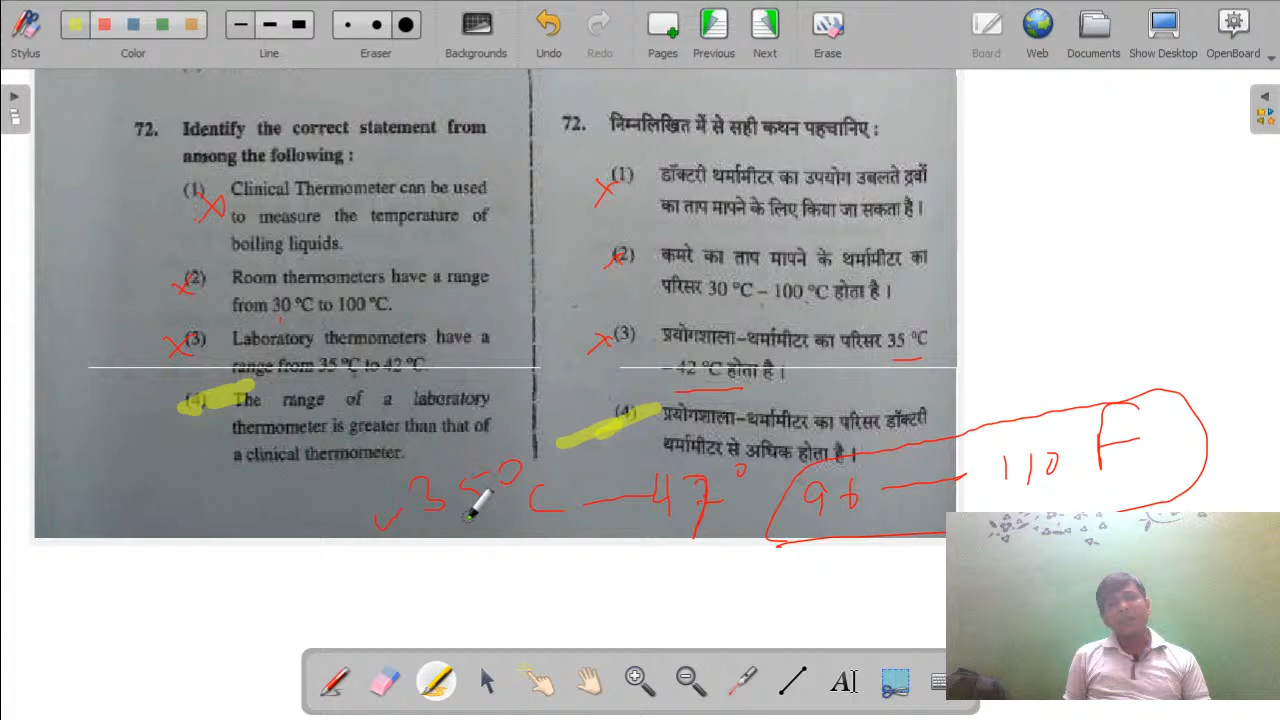 Stylus
Color
Line
Eraser
Backgrounds
Undo
Redo
Pages
Previous
Next
Erase
Board
Web
Documents
Show Desktop
OpenBoard
72. Identify the correct statement from
among the following :
(1) Clinical Thermometer can be used
to measure the temperature of
boiling liquids.
(2) Room thermometers have a range
from 30 °C to 100 °C.
(3) Laboratory thermometers have a
range from 35 °C to 42 °C.
(4) The range of a laboratory
thermometer is greater than that of
a clinical thermometer.
72. निम्नलिखित में से सही कथन पहचानिए :
(1) डॉक्टरी थर्मामीटर का उपयोग उबलते द्रवों
का ताप मापने के लिए किया जा सकता है ।
(2) कमरे का ताप मापने के थर्मामीटर का
परिसर 30 °C – 100 °C होता है ।
(3) प्रयोगशाला-थर्मामीटर का परिसर 35 °C
– 42 °C होता है ।
(4) प्रयोगशाला-थर्मामीटर का परिसर डॉक्टरी
थर्मामीटर से अधिक होता है ।
35° C — 47° 96 — 110 F
AI